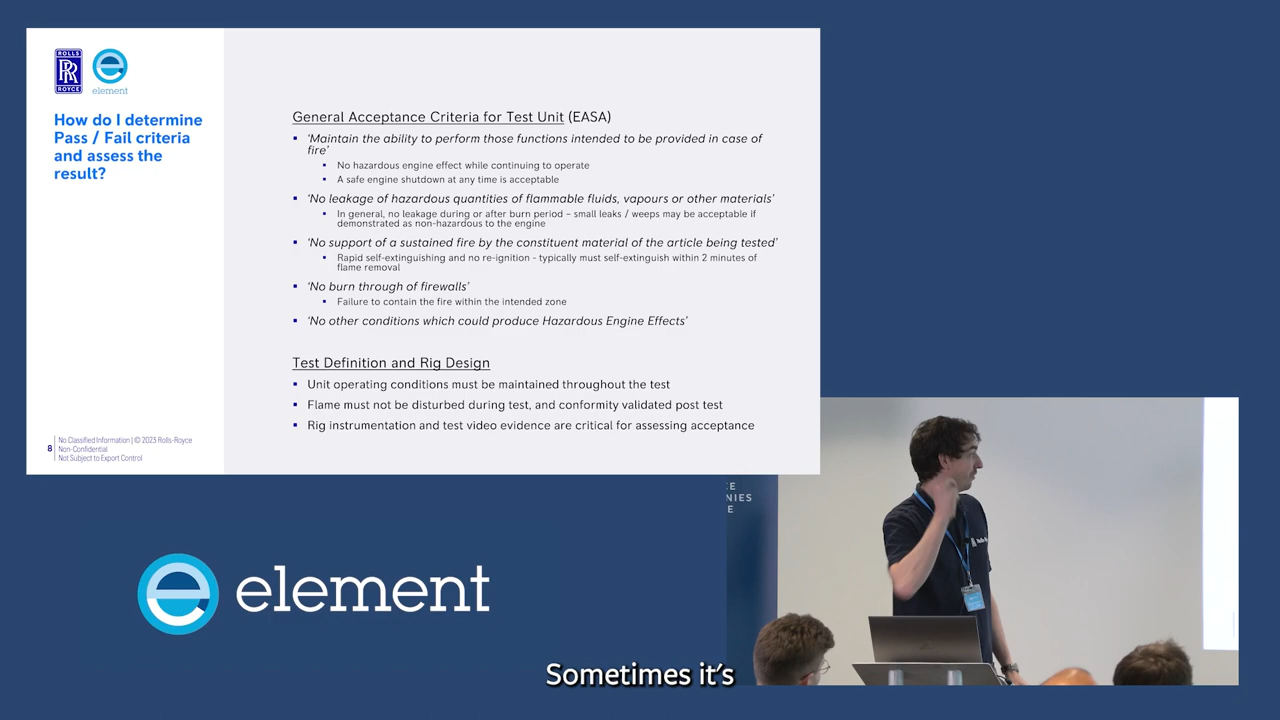 ROLLS
RR
ROYCE
element
How do I determine
Pass / Fail criteria
and assess the
result?
General Acceptance Criteria for Test Unit (EASA)
▪ ‘Maintain the ability to perform those functions intended to be provided in case of
fire’
▪ No hazardous engine effect while continuing to operate
▪ A safe engine shutdown at any time is acceptable
▪ ‘No leakage of hazardous quantities of flammable fluids, vapours or other materials’
▪ In general, no leakage during or after burn period – small leaks / weeps may be acceptable if
demonstrated as non-hazardous to the engine
▪ ‘No support of a sustained fire by the constituent material of the article being tested’
▪ Rapid self-extinguishing and no re-ignition - typically must self-extinguish within 2 minutes of
flame removal
▪ ‘No burn through of firewalls’
▪ Failure to contain the fire within the intended zone
▪ ‘No other conditions which could produce Hazardous Engine Effects’
Test Definition and Rig Design
▪ Unit operating conditions must be maintained throughout the test
▪ Flame must not be disturbed during test, and conformity validated post test
▪ Rig instrumentation and test video evidence are critical for assessing acceptance
8
No Classified Information | © 2023 Rolls-Royce
Non-Confidential
Not Subject to Export Control
element
Sometimes it’s